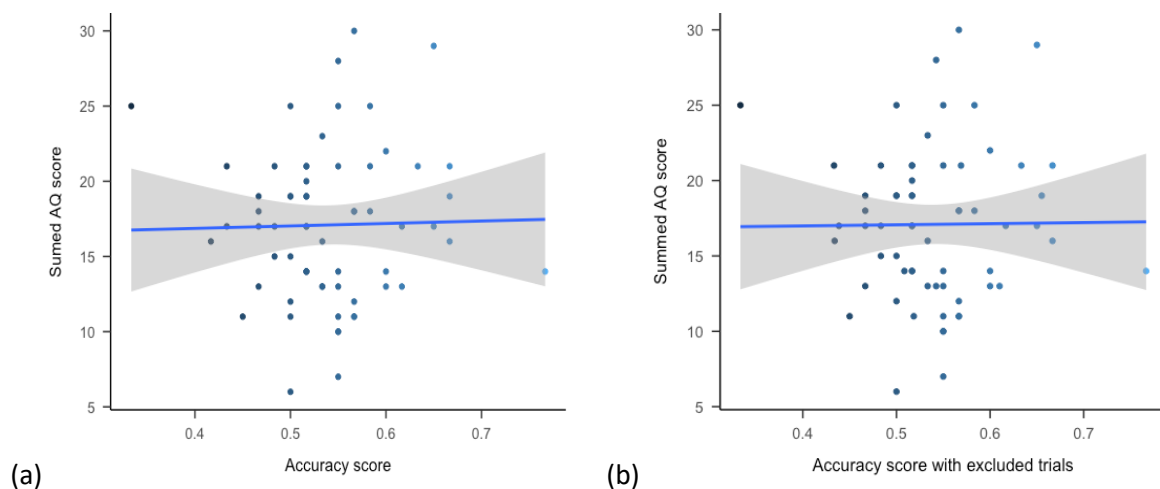 30
25
20
15
10
5
Sumed AQ score
0.4 0.5 0.6 0.7
Accuracy score
(a)
30
25
20
15
10
5
Summed AQ score
0.4 0.5 0.6 0.7
Accuracy score with excluded trials
(b)